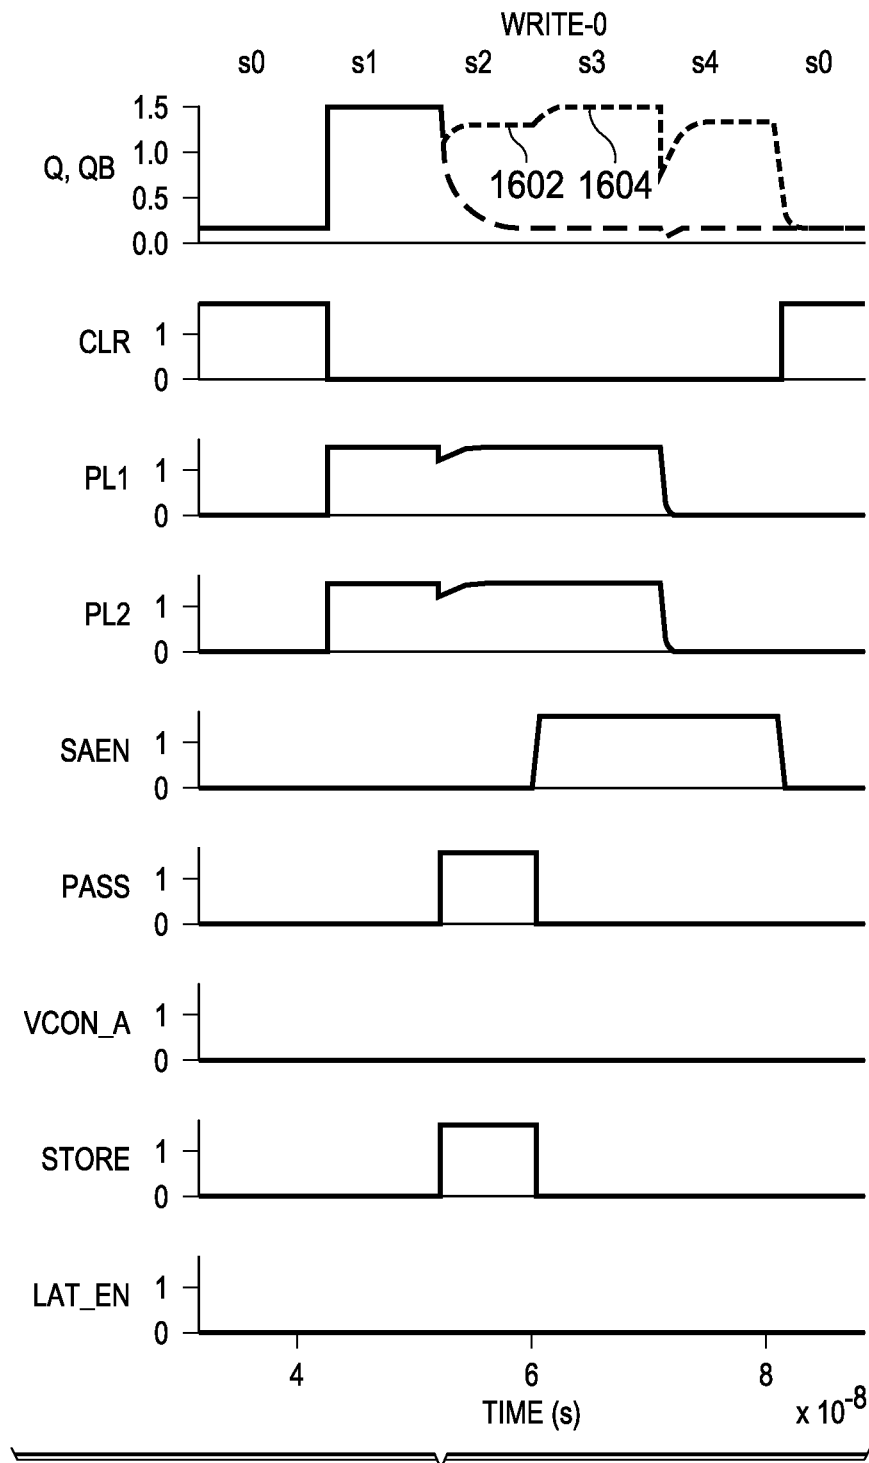 WRITE-0
s0 s1 s2 s3 s4 s0
Q, QB 1.5 1.0 0.5 0.0
1602 1604
CLR 1 0
PL1 1 0
PL2 1 0
SAEN 1 0
PASS 1 0
VCON_A 1 0
STORE 1 0
LAT_EN 1 0
4 6 8
TIME (s) x 10-8